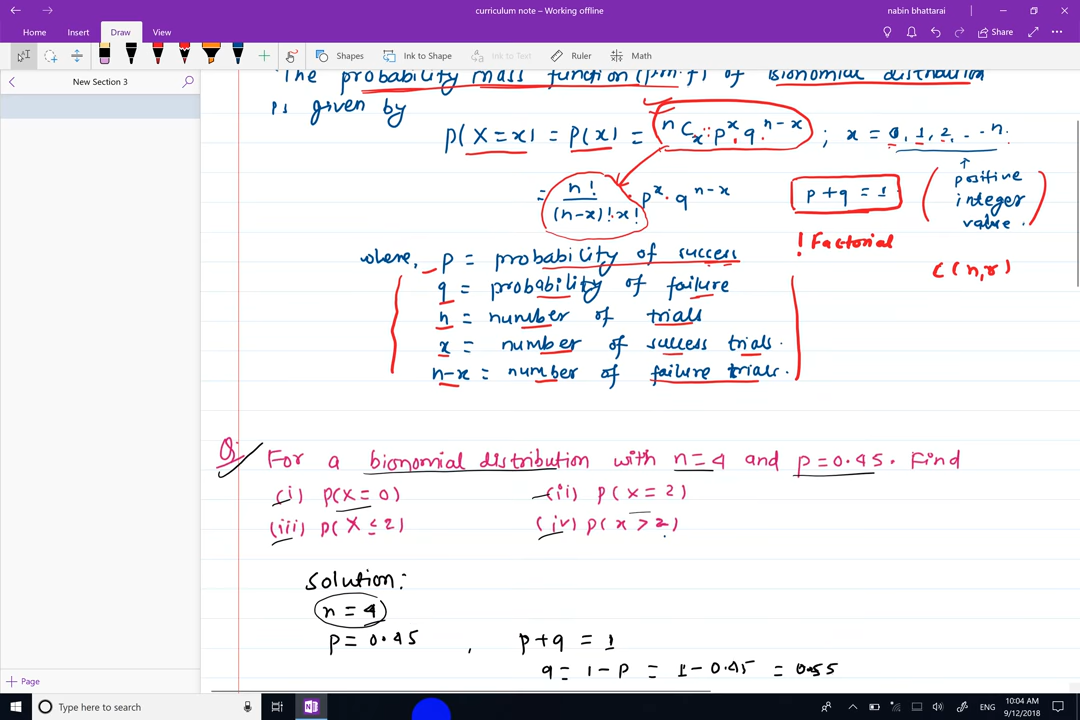 curriculum note – Working offline
nabin bhattarai
Home Insert Draw View
Share
Shapes Ink to Shape Ink to Text Ruler Math
New Section 3
The probability mass function (p.m.f) of Bionomial distribution
is given by
p(X=x) = P(x) = nCx · p^x · q^n-x ; x = 0, 1, 2, ... n.
= n!/(n-x)! x! · p^x · q^n-x
p+q = 1
(positive integer value.)
! Factorial
where, p = probability of success
C(n,r)
q = probability of failure
n = number of trials
x = number of success trials.
n-x = number of failure trials.
Q: For a bionomial distribution with n=4 and p=0.45. Find
(i) p(X=0) (ii) p(x=2)
(iii) p(X≤2) (iv) p(x>2)
Solution:
n = 4
p = 0.45 , p+q = 1
q = 1-p = 1-0.45 = 0.55
+ Page
Type here to search
ENG
10:04 AM
9/12/2018